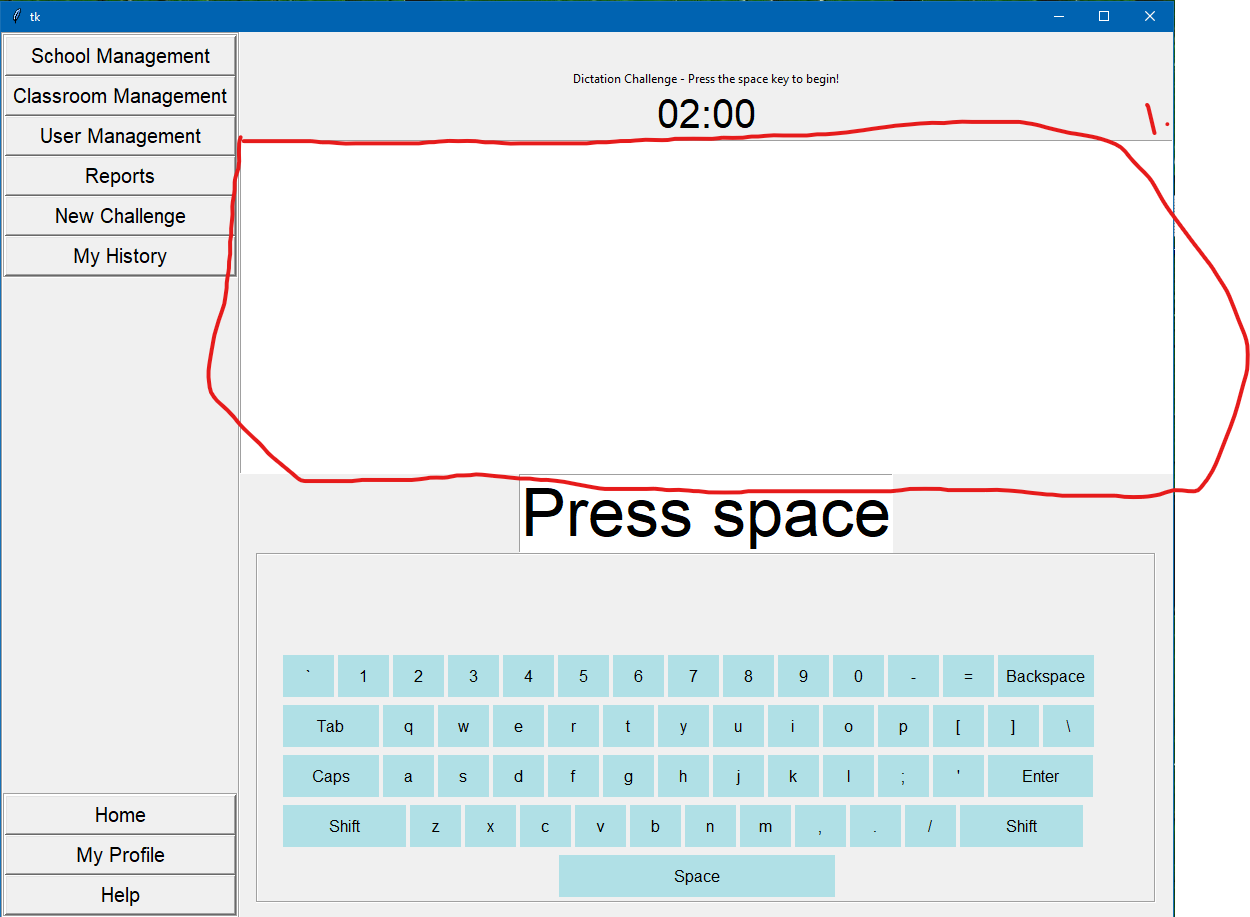 tk
School Management
Classroom Management
User Management
Reports
New Challenge
My History
Dictation Challenge - Press the space key to begin!
02:00
1.
Press space
` 1 2 3 4 5 6 7 8 9 0 - = Backspace
Tab q w e r t y u i o p [ ] \
Caps a s d f g h j k l ; ' Enter
Shift z x c v b n m , . / Shift
Space
Home
My Profile
Help